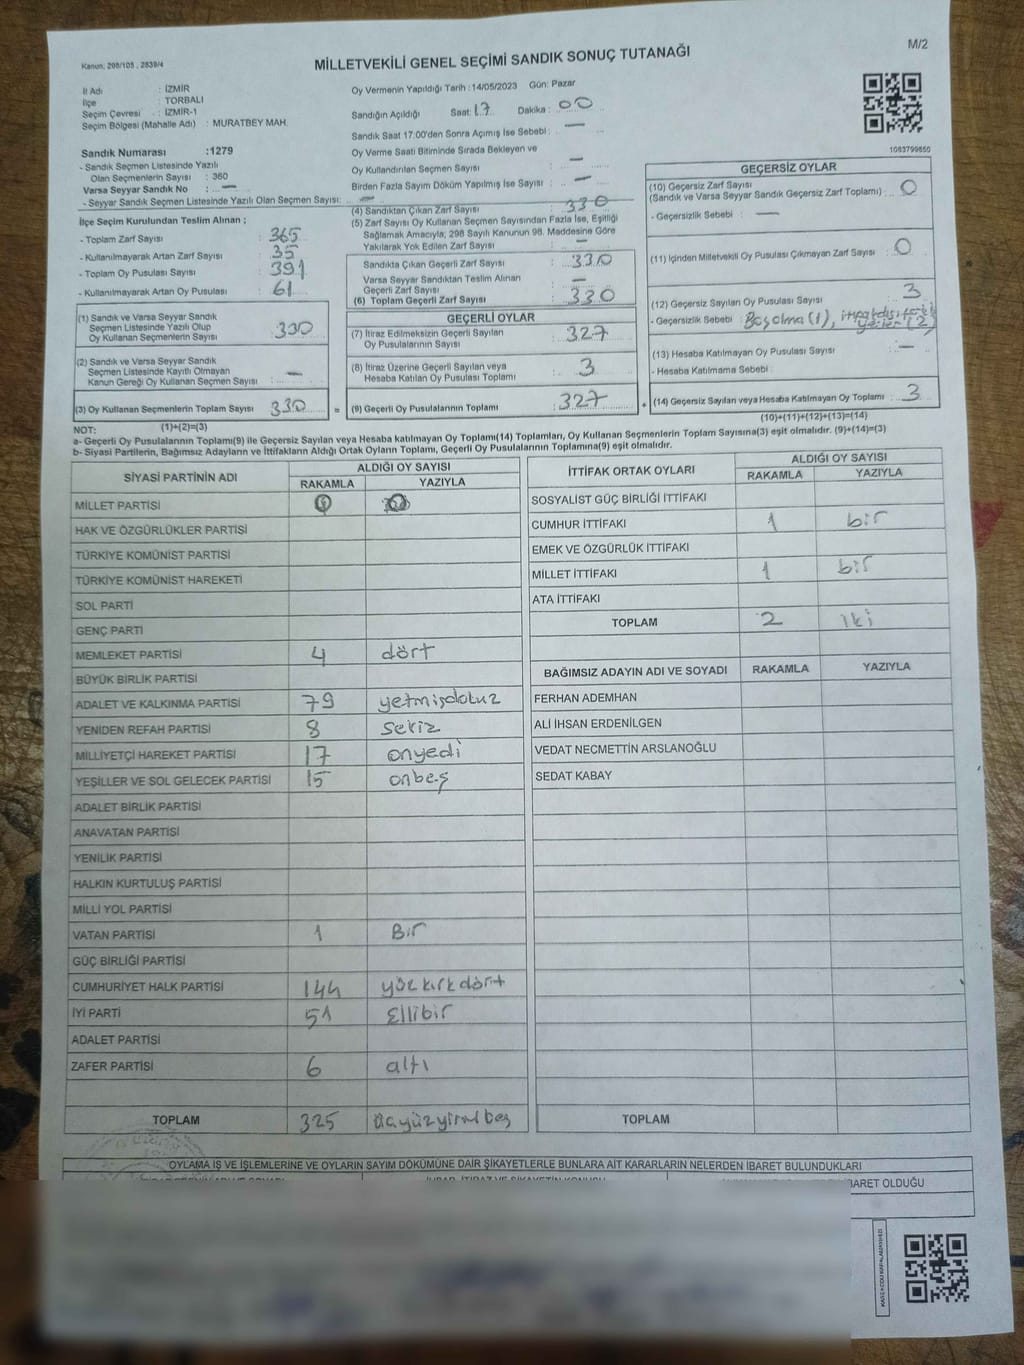 M/2
Kanun: 298/105 , 2839/4
MİLLETVEKİLİ GENEL SEÇİMİ SANDIK SONUÇ TUTANAĞI
İl Adı : İZMİR
İlçe : TORBALI
Seçim Çevresi : İZMİR-1
Seçim Bölgesi (Mahalle Adı) : MURATBEY MAH.
Sandık Numarası :1279
- Sandık Seçmen Listesinde Yazılı
Olan Seçmenlerin Sayısı : 360
Varsa Seyyar Sandık No : —
- Seyyar Sandık Seçmen Listesinde Yazılı Olan Seçmen Sayısı: —
İlçe Seçim Kurulundan Teslim Alınan ;
- Toplam Zarf Sayısı : 365
- Kullanılmayarak Artan Zarf Sayısı : 35
- Toplam Oy Pusulası Sayısı : 391
- Kullanılmayarak Artan Oy Pusulası : 61
(1) Sandık ve Varsa Seyyar Sandık
Seçmen Listesinde Yazılı Olup
Oy Kullanan Seçmenlerin Sayısı : 330
(2) Sandık ve Varsa Seyyar Sandık
Seçmen Listesinde Kayıtlı Olmayan
Kanun Gereği Oy Kullanan Seçmen Sayısı : —
(3) Oy Kullanan Seçmenlerin Toplam Sayısı : 330
(1)+(2)=(3)
Oy Vermenin Yapıldığı Tarih :14/05/2023 Gün: Pazar
Sandığın Açıldığı Saat: 17 Dakika : 00
Sandık Saat 17:00'den Sonra Açımış İse Sebebi : —
Oy Verme Saati Bitiminde Sırada Bekleyen ve
Oy Kullandırılan Seçmen Sayısı : —
Birden Fazla Sayım Döküm Yapılmış İse Sayısı : —
(4) Sandıktan Çıkan Zarf Sayısı : 330
(5) Zarf Sayısı Oy Kullanan Seçmen Sayısından Fazla İse, Eşitliği
Sağlamak Amacıyla; 298 Sayılı Kanunun 98. Maddesine Göre
Yakılarak Yok Edilen Zarf Sayısı : —
Sandıkta Çıkan Geçerli Zarf Sayısı : 330
Varsa Seyyar Sandıktan Teslim Alınan
Geçerli Zarf Sayısı : —
(6) Toplam Geçerli Zarf Sayısı : 330
GEÇERLİ OYLAR
(7) İtiraz Edilmeksizin Geçerli Sayılan
Oy Pusulasının Sayısı : 327
(8) İtiraz Üzerine Geçerli Sayılan veya
Hesaba Katılan Oy Pusulası Toplamı : 3
= (9) Geçerli Oy Pusulalarının Toplamı : 327
1083799650
GEÇERSİZ OYLAR
(10) Geçersiz Zarf Sayısı
(Sandık ve Varsa Seyyar Sandık Geçersiz Zarf Toplamı) : 0
- Geçersizlik Sebebi : —
(11) İçinden Milletvekili Oy Pusulası Çıkmayan Zarf Sayısı : 0
(12) Geçersiz Sayılan Oy Pusulası Sayısı : 3
- Geçersizlik Sebebi : Boş olma (1), (2)
(13) Hesaba Katılmayan Oy Pusulası Sayısı : —
- Hesaba Katılmama Sebebi :
+ (14) Geçersiz Sayılan veya Hesaba Katılmayan Oy Toplamı : 3
(10)+(11)+(12)+(13)=(14)
NOT:
a- Geçerli Oy Pusulalarının Toplamı(9) ile Geçersiz Sayılan veya Hesaba katılmayan Oy Toplamı(14) Toplamları, Oy Kullanan Seçmenlerin Toplam Sayısına(3) eşit olmalıdır. (9)+(14)=(3)
b- Siyasi Partilerin, Bağımsız Adayların ve İttifakların Aldığı Ortak Oyların Toplamı, Geçerli Oy Pusulalarının Toplamına(9) eşit olmalıdır.
SİYASİ PARTİNİN ADI ALDIĞI OY SAYISI
RAKAMLA YAZIYLA
MİLLET PARTİSİ
HAK VE ÖZGÜRLÜKLER PARTİSİ
TÜRKİYE KOMÜNİST PARTİSİ
TÜRKİYE KOMÜNİST HAREKETİ
SOL PARTİ
GENÇ PARTİ
MEMLEKET PARTİSİ 4 dört
BÜYÜK BİRLİK PARTİSİ
ADALET VE KALKINMA PARTİSİ 79 yetmişdokuz
YENİDEN REFAH PARTİSİ 8 sekiz
MİLLİYETÇİ HAREKET PARTİSİ 17 onyedi
YEŞİLLER VE SOL GELECEK PARTİSİ 15 onbeş
ADALET BİRLİK PARTİSİ
ANAVATAN PARTİSİ
YENİLİK PARTİSİ
HALKIN KURTULUŞ PARTİSİ
MİLLİ YOL PARTİSİ
VATAN PARTİSİ 1 Bir
GÜÇ BİRLİĞİ PARTİSİ
CUMHURİYET HALK PARTİSİ 144 yüzkırkdört
İYİ PARTİ 51 Ellibir
ADALET PARTİSİ
ZAFER PARTİSİ 6 altı
TOPLAM 325 üçyüzyirmibeş
İTTİFAK ORTAK OYLARI ALDIĞI OY SAYISI
RAKAMLA YAZIYLA
SOSYALİST GÜÇ BİRLİĞİ İTTİFAKI
CUMHUR İTTİFAKI 1 bir
EMEK VE ÖZGÜRLÜK İTTİFAKI
MİLLET İTTİFAKI 1 bir
ATA İTTİFAKI
TOPLAM 2 iki
BAĞIMSIZ ADAYIN ADI VE SOYADI RAKAMLA YAZIYLA
FERHAN ADEMHAN
ALİ İHSAN ERDENİLGEN
VEDAT NECMETTİN ARSLANOĞLU
SEDAT KABAY
TOPLAM
OYLAMA İŞ VE İŞLEMLERİNE VE OYLARIN SAYIM DÖKÜMÜNE DAİR ŞİKAYETLERLE BUNLARA AİT KARARLARIN NELERDEN İBARET BULUNDUKLARI
BARET OLDUĞU